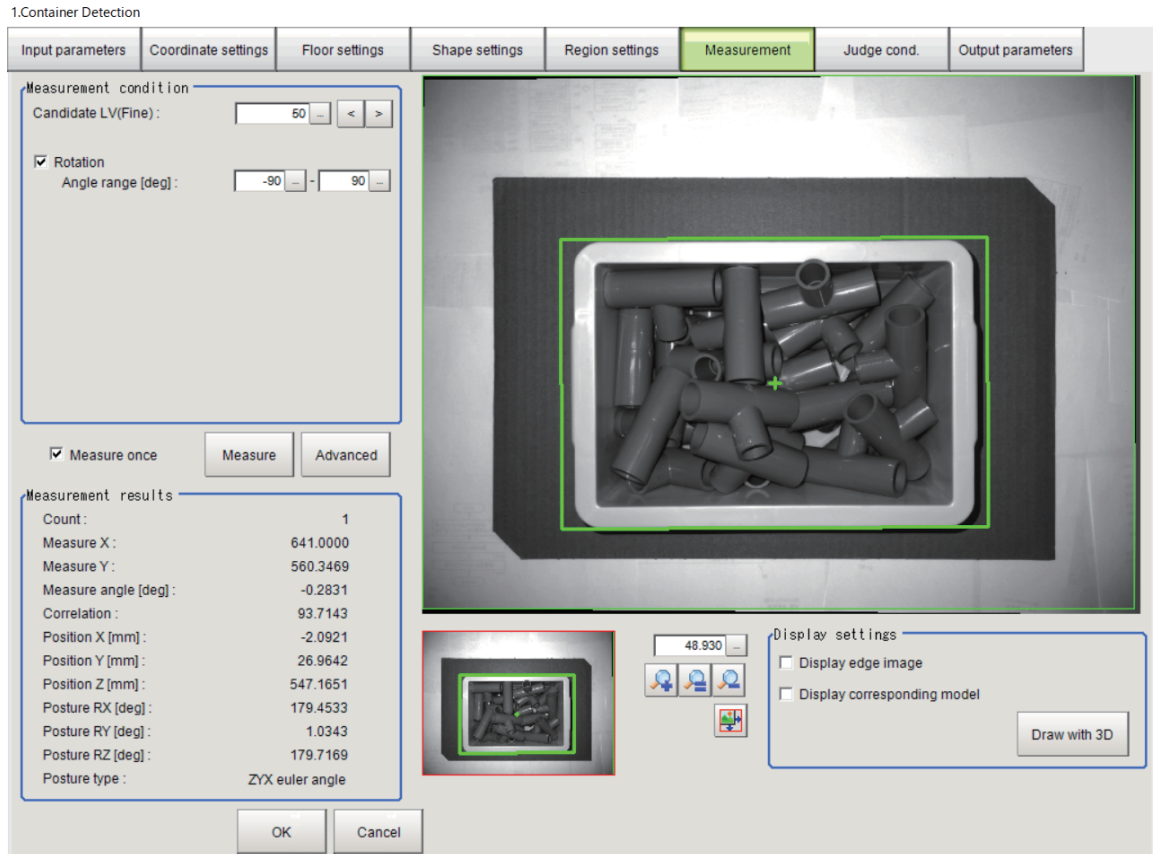 1.Container Detection
Input parameters Coordinate settings Floor settings Shape settings Region settings Measurement Judge cond. Output parameters
Measurement condition
Candidate LV(Fine) : 50 ... < >
Rotation
Angle range [deg] : -90 ... - 90 ...
Measure once Measure Advanced
Measurement results
Count : 1
Measure X : 641.0000
Measure Y : 560.3469
Measure angle [deg] : -0.2831
Correlation : 93.7143
Position X [mm] : -2.0921
Position Y [mm] : 26.9642
Position Z [mm] : 547.1651
Posture RX [deg] : 179.4533
Posture RY [deg] : 1.0343
Posture RZ [deg] : 179.7169
Posture type : ZYX euler angle
OK Cancel
48.930 ...
Display settings
Display edge image
Display corresponding model
Draw with 3D